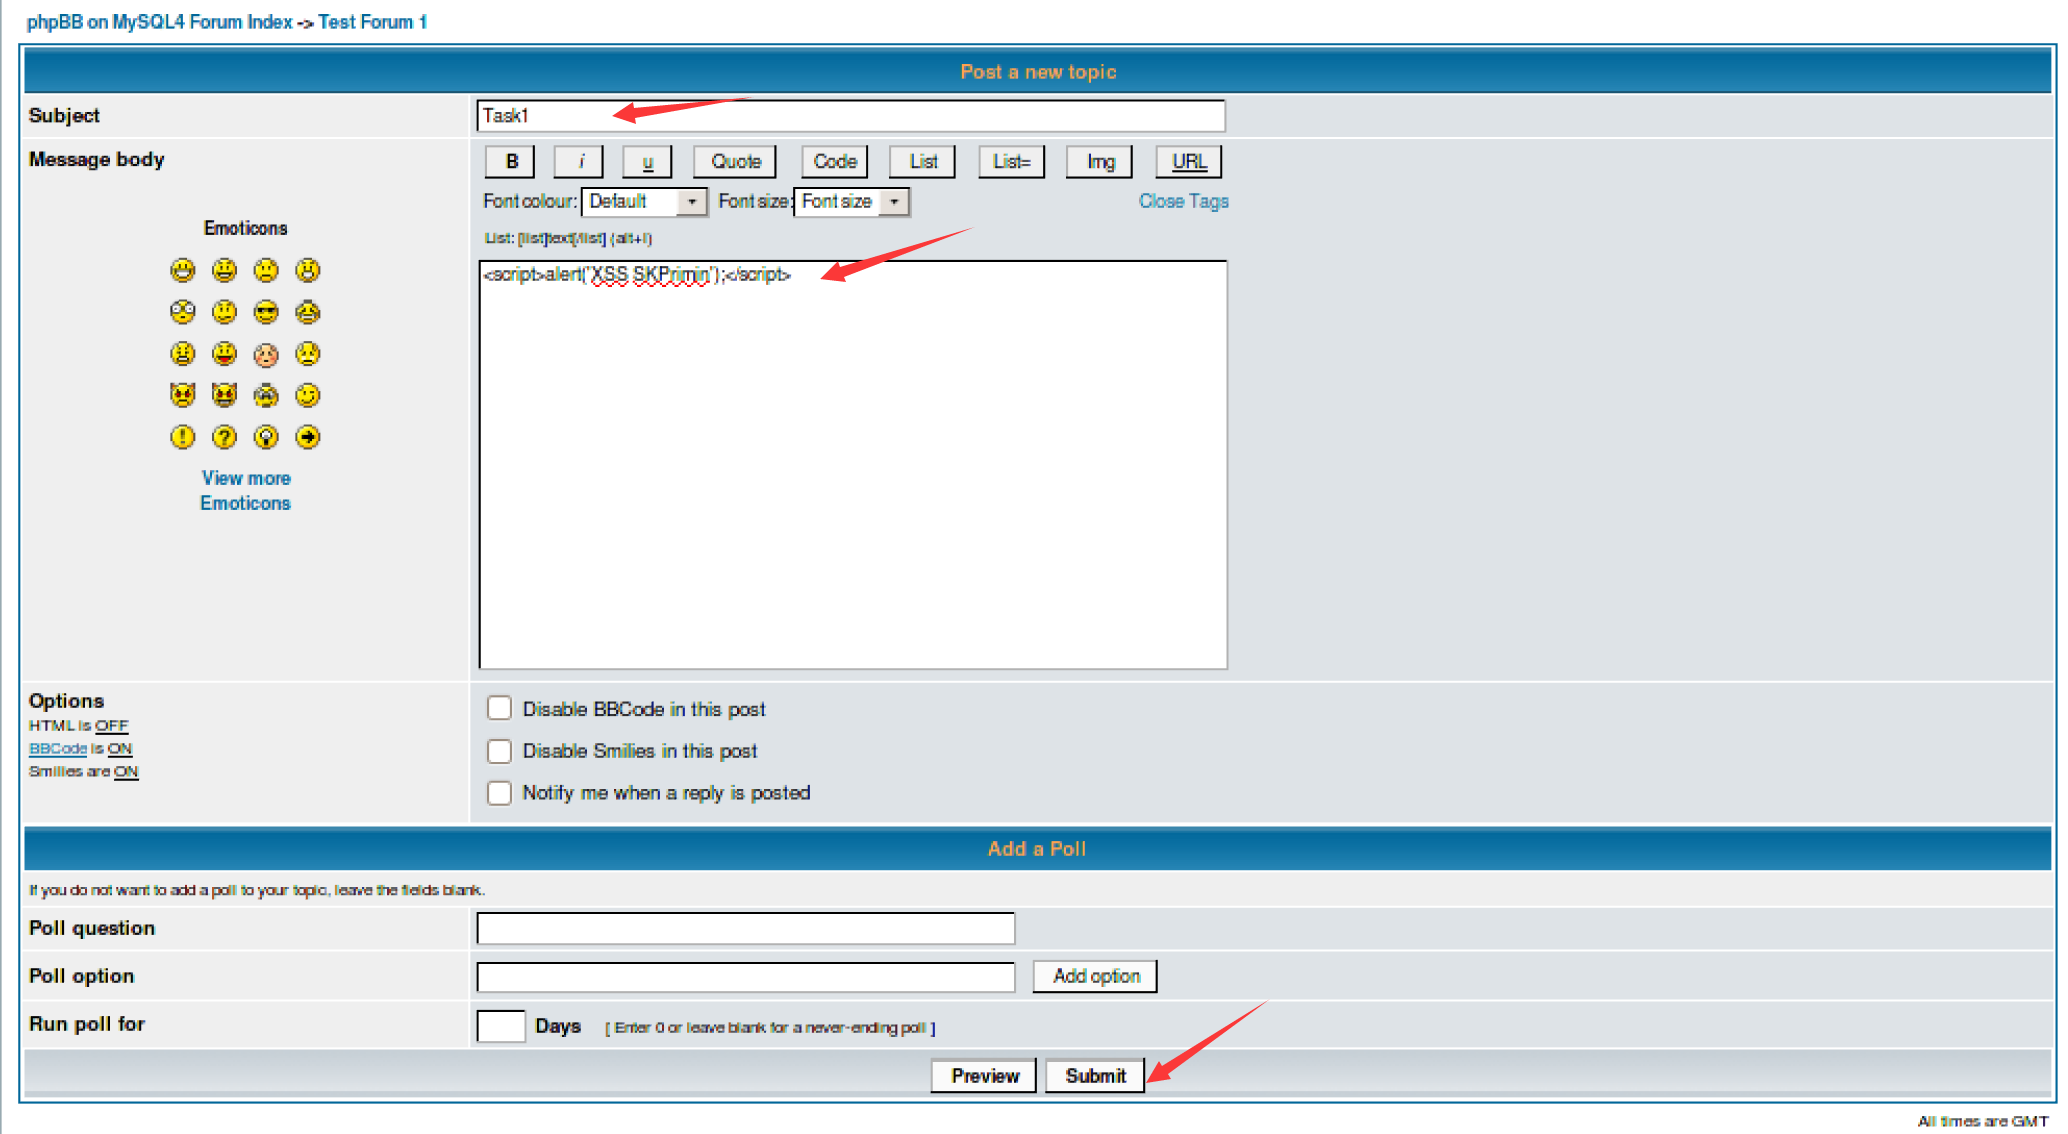 phpBB on MySQL4 Forum Index -> Test Forum 1
Post a new topic
Subject
Task1
Message body
B i u Quote Code List List= Img URL
Font colour: Default Font size: Font size Close Tags
List: [list]text[/list] (alt+l)
Emoticons
<script>alert('XSS SKPrimin');</script>
View more
Emoticons
Options
HTML is OFF
BBCode is ON
Smilies are ON
Disable BBCode in this post
Disable Smilies in this post
Notify me when a reply is posted
Add a Poll
If you do not want to add a poll to your topic, leave the fields blank.
Poll question
Poll option
Add option
Run poll for
Days [ Enter 0 or leave blank for a never-ending poll ]
Preview Submit
All times are GMT